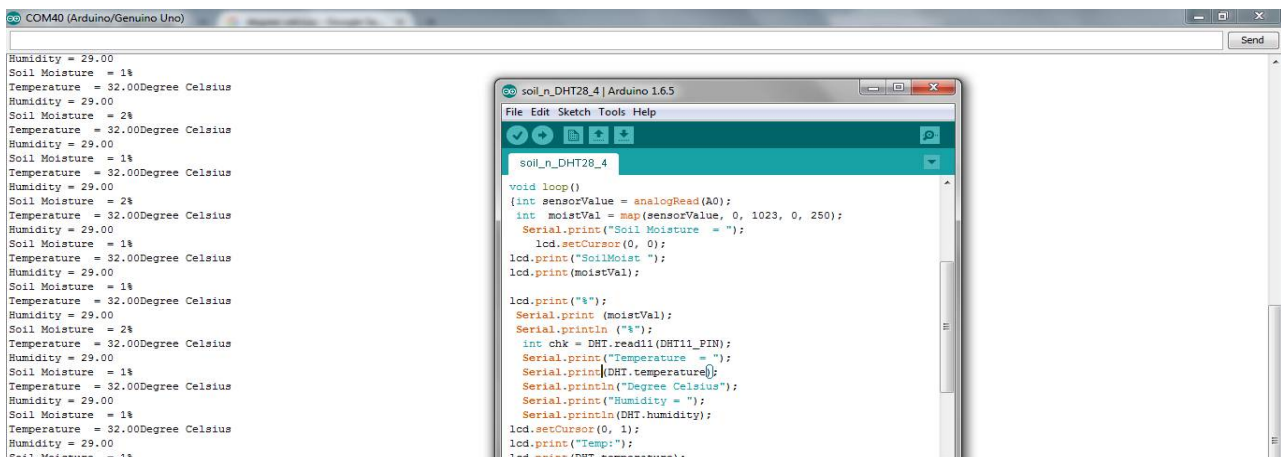 COM40 (Arduino/Genuino Uno)
Send
Humidity = 29.00
Soil Moisture  = 1%
Temperature  = 32.00Degree Celsius
Humidity = 29.00
Soil Moisture  = 2%
Temperature  = 32.00Degree Celsius
Humidity = 29.00
Soil Moisture  = 1%
Temperature  = 32.00Degree Celsius
Humidity = 29.00
Soil Moisture  = 2%
Temperature  = 32.00Degree Celsius
Humidity = 29.00
Soil Moisture  = 1%
Temperature  = 32.00Degree Celsius
Humidity = 29.00
Soil Moisture  = 1%
Temperature  = 32.00Degree Celsius
Humidity = 29.00
Soil Moisture  = 2%
Temperature  = 32.00Degree Celsius
Humidity = 29.00
Soil Moisture  = 1%
Temperature  = 32.00Degree Celsius
Humidity = 29.00
Soil Moisture  = 1%
Temperature  = 32.00Degree Celsius
Humidity = 29.00
Soil Moisture  = 1%
soil_n_DHT28_4 | Arduino 1.6.5
File Edit Sketch Tools Help
soil_n_DHT28_4
void loop()
{int sensorValue = analogRead(A0);
int  moistVal = map(sensorValue, 0, 1023, 0, 250);
Serial.print("Soil Moisture  = ");
lcd.setCursor(0, 0);
lcd.print("SoilMoist ");
lcd.print(moistVal);
lcd.print("%");
Serial.print (moistVal);
Serial.println ("%");
int chk = DHT.read11(DHT11_PIN);
Serial.print("Temperature  = ");
Serial.print(DHT.temperature);
Serial.println("Degree Celsius");
Serial.print("Humidity = ");
Serial.println(DHT.humidity);
lcd.setCursor(0, 1);
lcd.print("Temp:");
lcd.print(DHT.temperature);